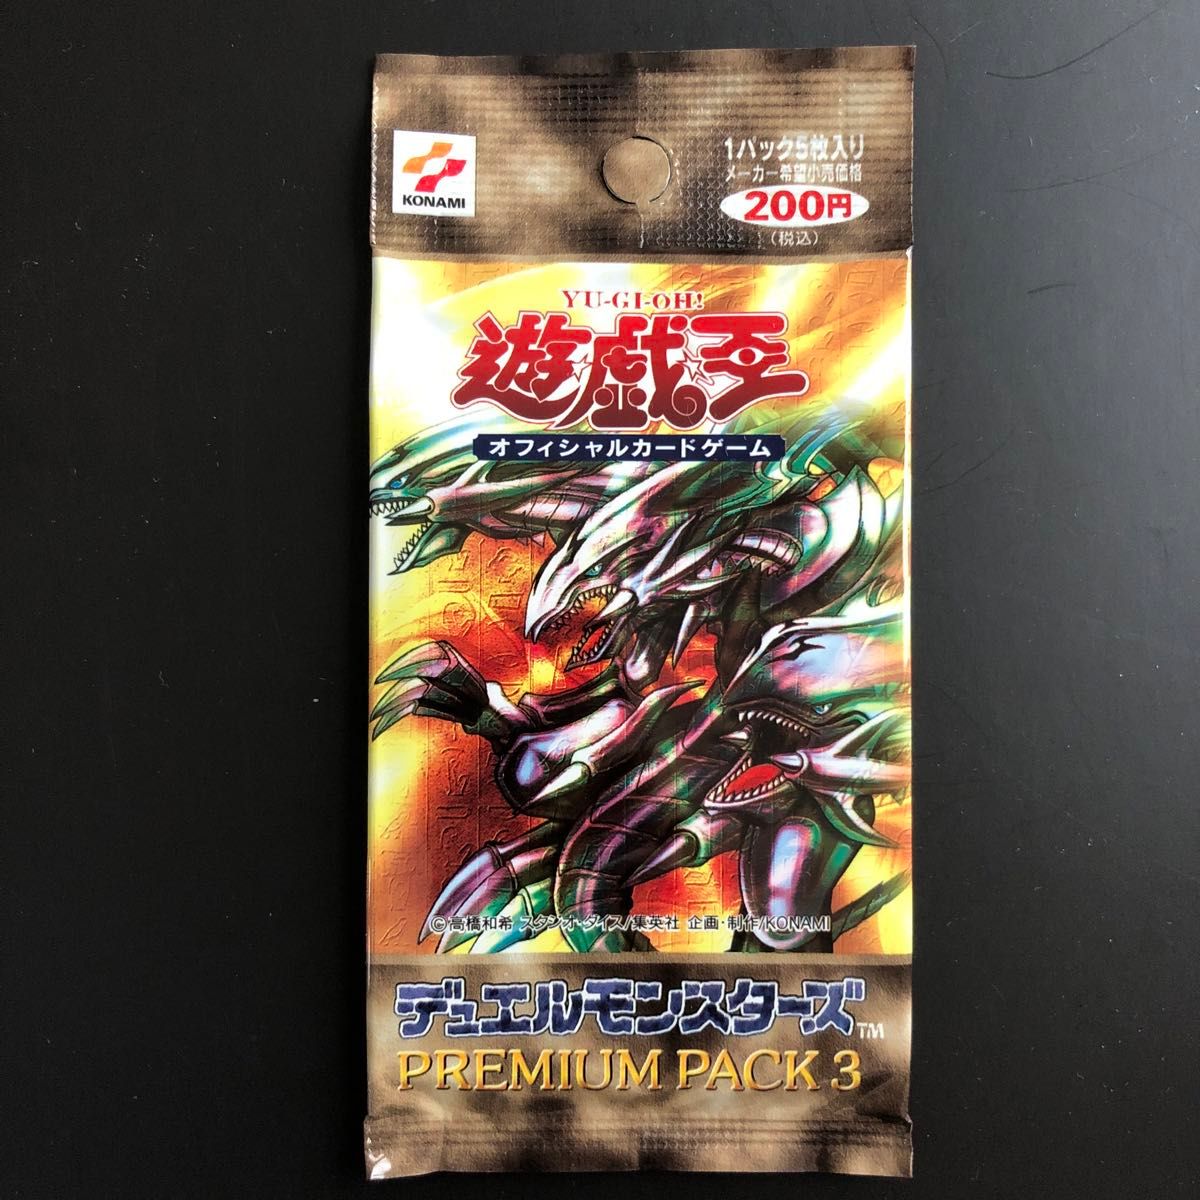 KONAMI
1パック5枚入り
メーカー希望小売価格
200円
(税込)
YU-GI-OH!
遊☆戯☆王
オフィシャルカードゲーム
©高橋和希 スタジオ・ダイス/集英社 企画・制作/KONAMI
デュエルモンスターズ™
PREMIUM PACK 3